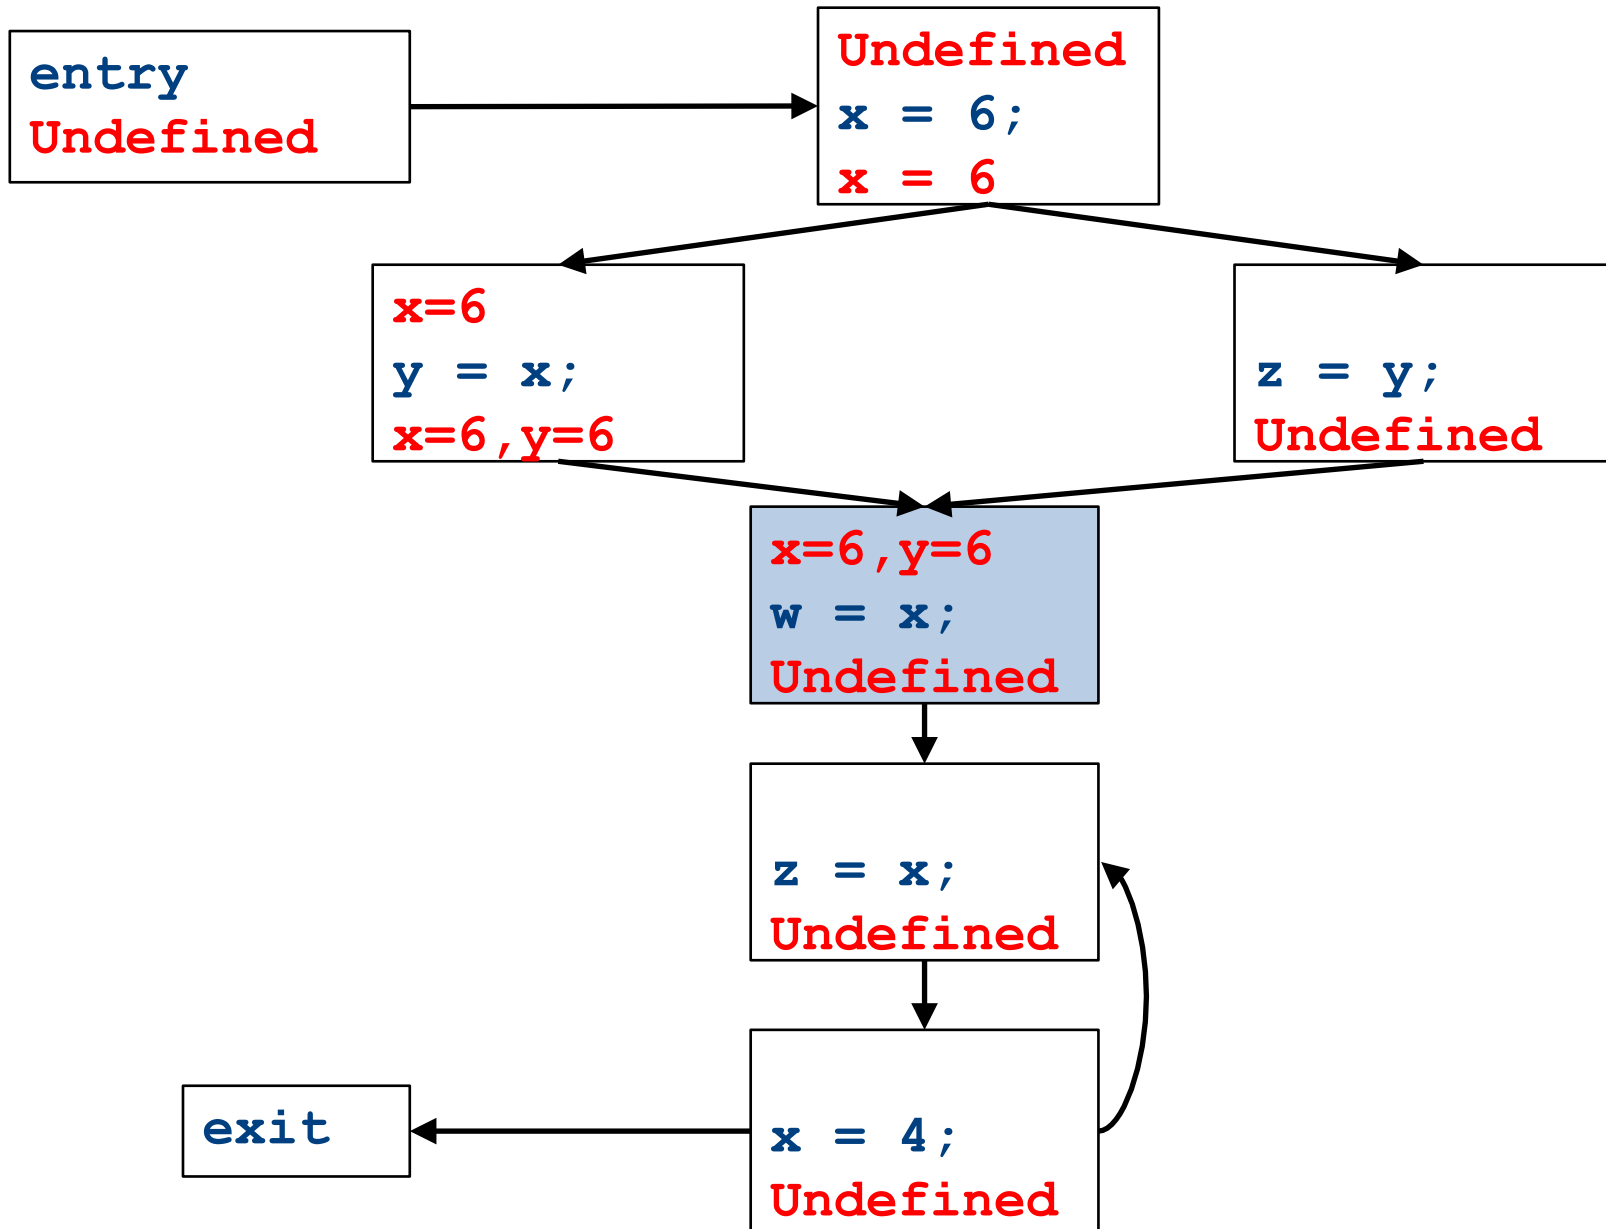 entry
Undefined
Undefined
x = 6;
x = 6
x=6
y = x;
x=6,y=6
z = y;
Undefined
x=6,y=6
w = x;
Undefined
z = x;
Undefined
x = 4;
Undefined
exit